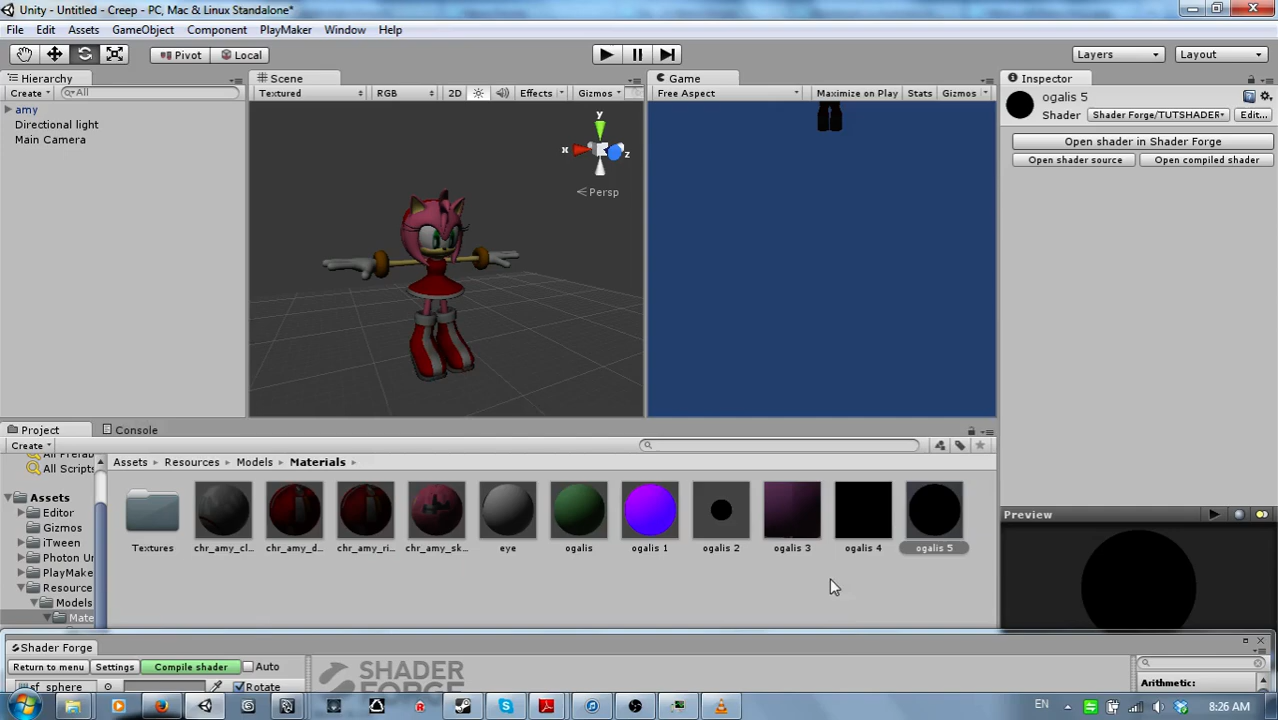 Unity - Untitled - Creep - PC, Mac & Linux Standalone*
File Edit Assets GameObject Component PlayMaker Window Help
Pivot Local Layers Layout
Hierarchy
Create All
amy
Directional light
Main Camera
Scene
Textured RGB 2D Effects Gizmos
y
x
z
Persp
Game
Free Aspect Maximize on Play Stats Gizmos
Inspector
ogalis 5
Shader Shader Forge/TUTSHADER Edit...
Open shader in Shader Forge
Open shader source Open compiled shader
Project Console
Create
All Prefab
All Scripts
Assets
Editor
Gizmos
iTween
Photon Un
PlayMake
Resource
Models
Mate
Assets Resources Models Materials
Textures chr_amy_cl... chr_amy_d... chr_amy_ri... chr_amy_sk... eye ogalis ogalis 1 ogalis 2 ogalis 3 ogalis 4 ogalis 5
Preview
Shader Forge
Return to menu Settings Compile shader Auto
sf_sphere Rotate
SHADER
FORGE
Arithmetic:
EN 8:26 AM